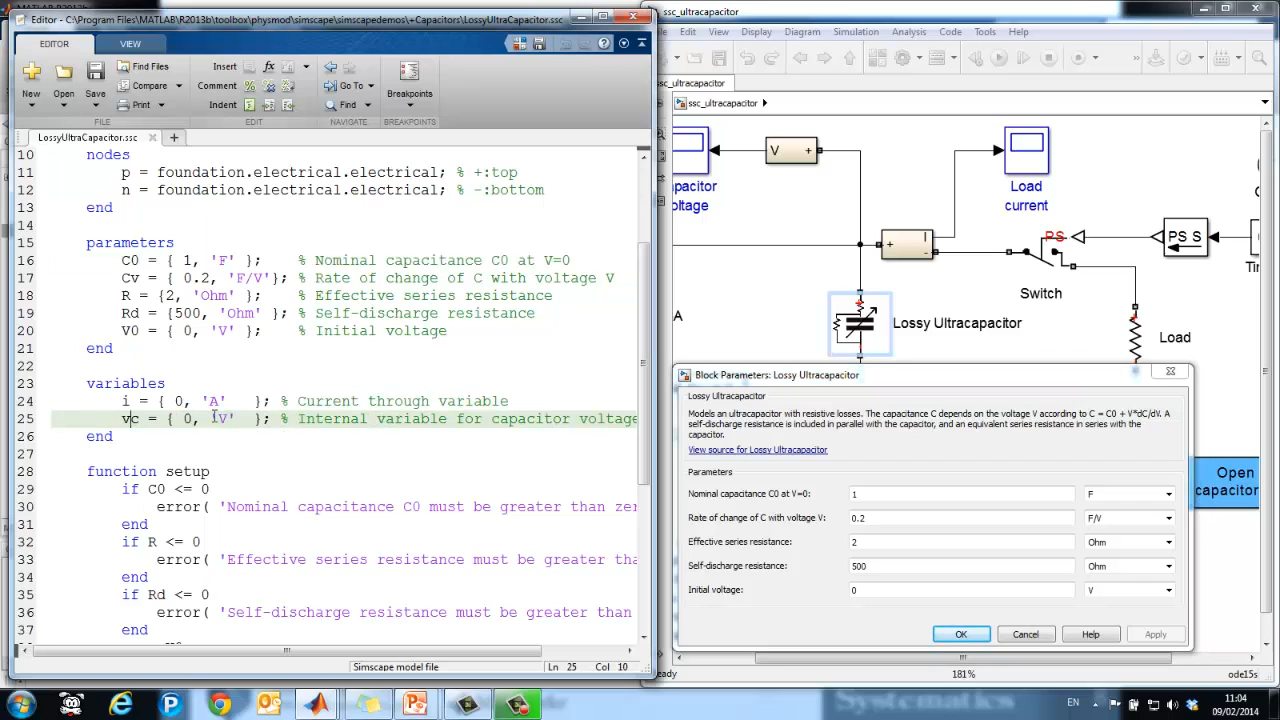 Editor - C:\Program Files\MATLAB\R2013b\toolbox\physmod\simscape\simscapedemos\+Capacitors\LossyUltraCapacitor.ssc
EDITOR
VIEW
New
Open
Save
Find Files
Compare
Print
Insert
Comment
Indent
Go To
Find
Breakpoints
FILE
EDIT
NAVIGATE
BREAKPOINTS
LossyUltraCapacitor.ssc
10 nodes
11 p = foundation.electrical.electrical; % +:top
12 n = foundation.electrical.electrical; % -:bottom
13 end
14
15 parameters
16 C0 = { 1, 'F' }; % Nominal capacitance C0 at V=0
17 Cv = { 0.2, 'F/V'}; % Rate of change of C with voltage V
18 R = {2, 'Ohm' }; % Effective series resistance
19 Rd = {500, 'Ohm' }; % Self-discharge resistance
20 V0 = { 0, 'V' }; % Initial voltage
21 end
22
23 variables
24 i = { 0, 'A' }; % Current through variable
25 vc = { 0, 'V' }; % Internal variable for capacitor voltage
26 end
27
28 function setup
29 if C0 <= 0
30 error( 'Nominal capacitance C0 must be greater than zer
31 end
32 if R <= 0
33 error( 'Effective series resistance must be greater tha
34 end
35 if Rd <= 0
36 error( 'Self-discharge resistance must be greater than
37 end
Simscape model file
Ln 25 Col 10
ssc_ultracapacitor
le Edit View Display Diagram Simulation Analysis Code Tools Help
ssc_ultracapacitor
ssc_ultracapacitor
apacitor
oltage
V +
Load
current
+ I -
PS
PS S
Tir
Switch
A
Lossy Ultracapacitor
Load
Open
capacitor
Block Parameters: Lossy Ultracapacitor
Lossy Ultracapacitor
Models an ultracapacitor with resistive losses. The capacitance C depends on the voltage V according to C = C0 + V*dC/dV. A
self-discharge resistance is included in parallel with the capacitor, and an equivalent series resistance in series with the
capacitor.
View source for Lossy Ultracapacitor
Parameters
Nominal capacitance C0 at V=0: 1 F
Rate of change of C with voltage V: 0.2 F/V
Effective series resistance: 2 Ohm
Self-discharge resistance: 500 Ohm
Initial voltage: 0 V
OK
Cancel
Help
Apply
eady
181%
ode15s
EN
11:04
09/02/2014